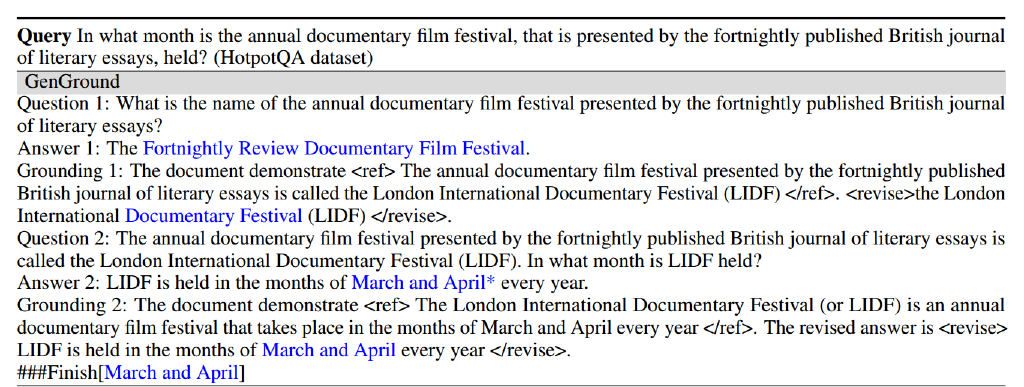 Query In what month is the annual documentary film festival, that is presented by the fortnightly published British journal
of literary essays, held? (HotpotQA dataset)
GenGround
Question 1: What is the name of the annual documentary film festival presented by the fortnightly published British journal
of literary essays?
Answer 1: The Fortnightly Review Documentary Film Festival.
Grounding 1: The document demonstrate <ref> The annual documentary film festival presented by the fortnightly published
British journal of literary essays is called the London International Documentary Festival (LIDF) </ref>. <revise>the London
International Documentary Festival (LIDF) </revise>.
Question 2: The annual documentary film festival presented by the fortnightly published British journal of literary essays is
called the London International Documentary Festival (LIDF). In what month is LIDF held?
Answer 2: LIDF is held in the months of March and April* every year.
Grounding 2: The document demonstrate <ref> The London International Documentary Festival (or LIDF) is an annual
documentary film festival that takes place in the months of March and April every year </ref>. The revised answer is <revise>
LIDF is held in the months of March and April every year </revise>.
###Finish[March and April]